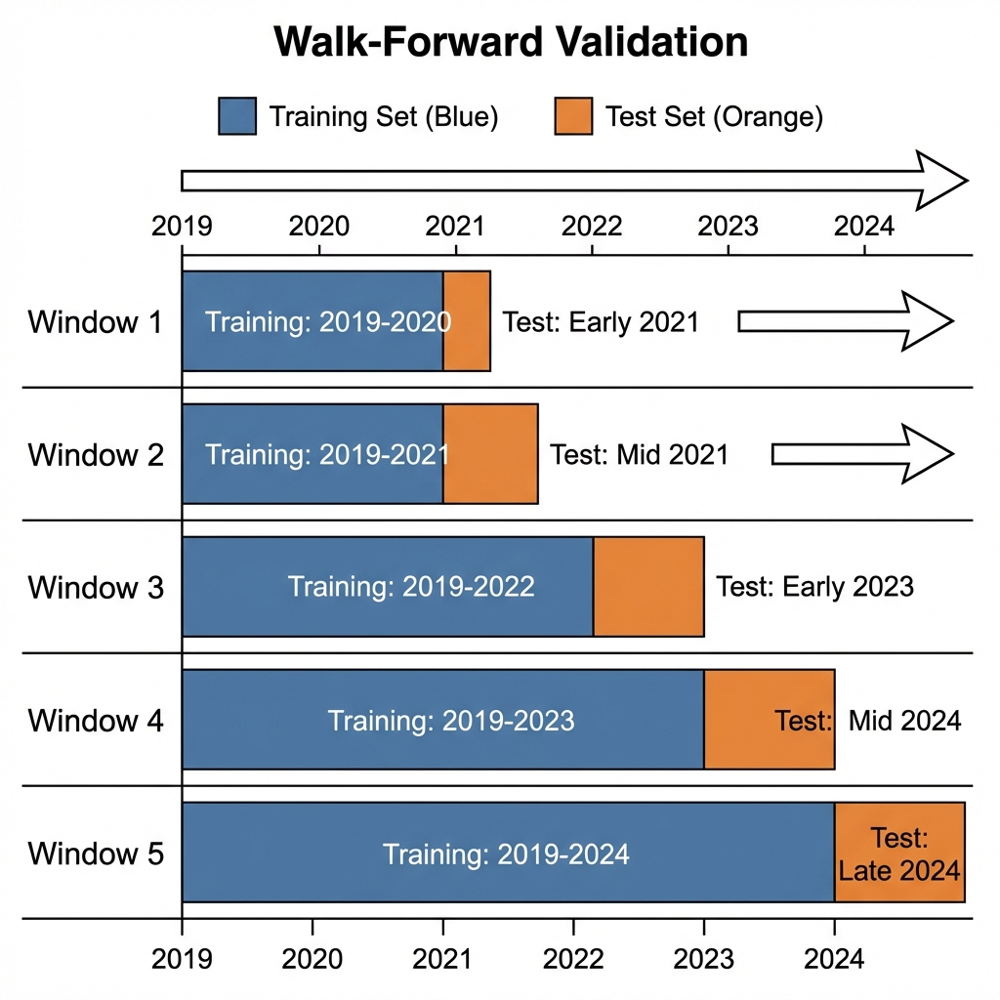 Walk-Forward Validation
Training Set (Blue) Test Set (Orange)
2019 2020 2021 2022 2023 2024
Window 1 Training: 2019-2020 Test: Early 2021
Window 2 Training: 2019-2021 Test: Mid 2021
Window 3 Training: 2019-2022 Test: Early 2023
Window 4 Training: 2019-2023 Test: Mid 2024
Window 5 Training: 2019-2024 Test:
Late 2024
2019 2020 2021 2022 2023 2024